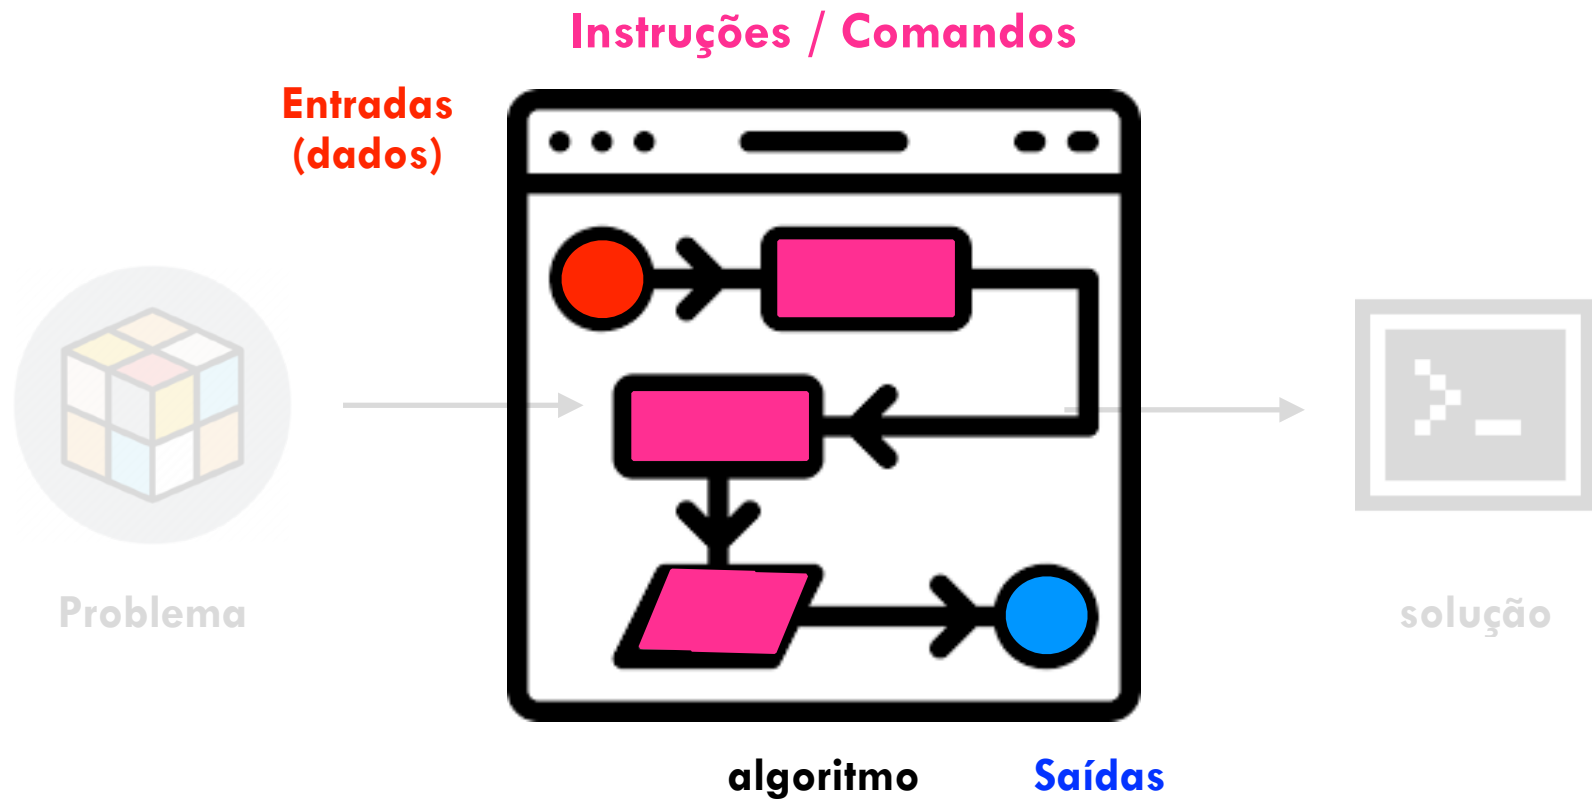 Instruções / Comandos
Entradas
(dados)
Problema
solução
algoritmo
Saídas